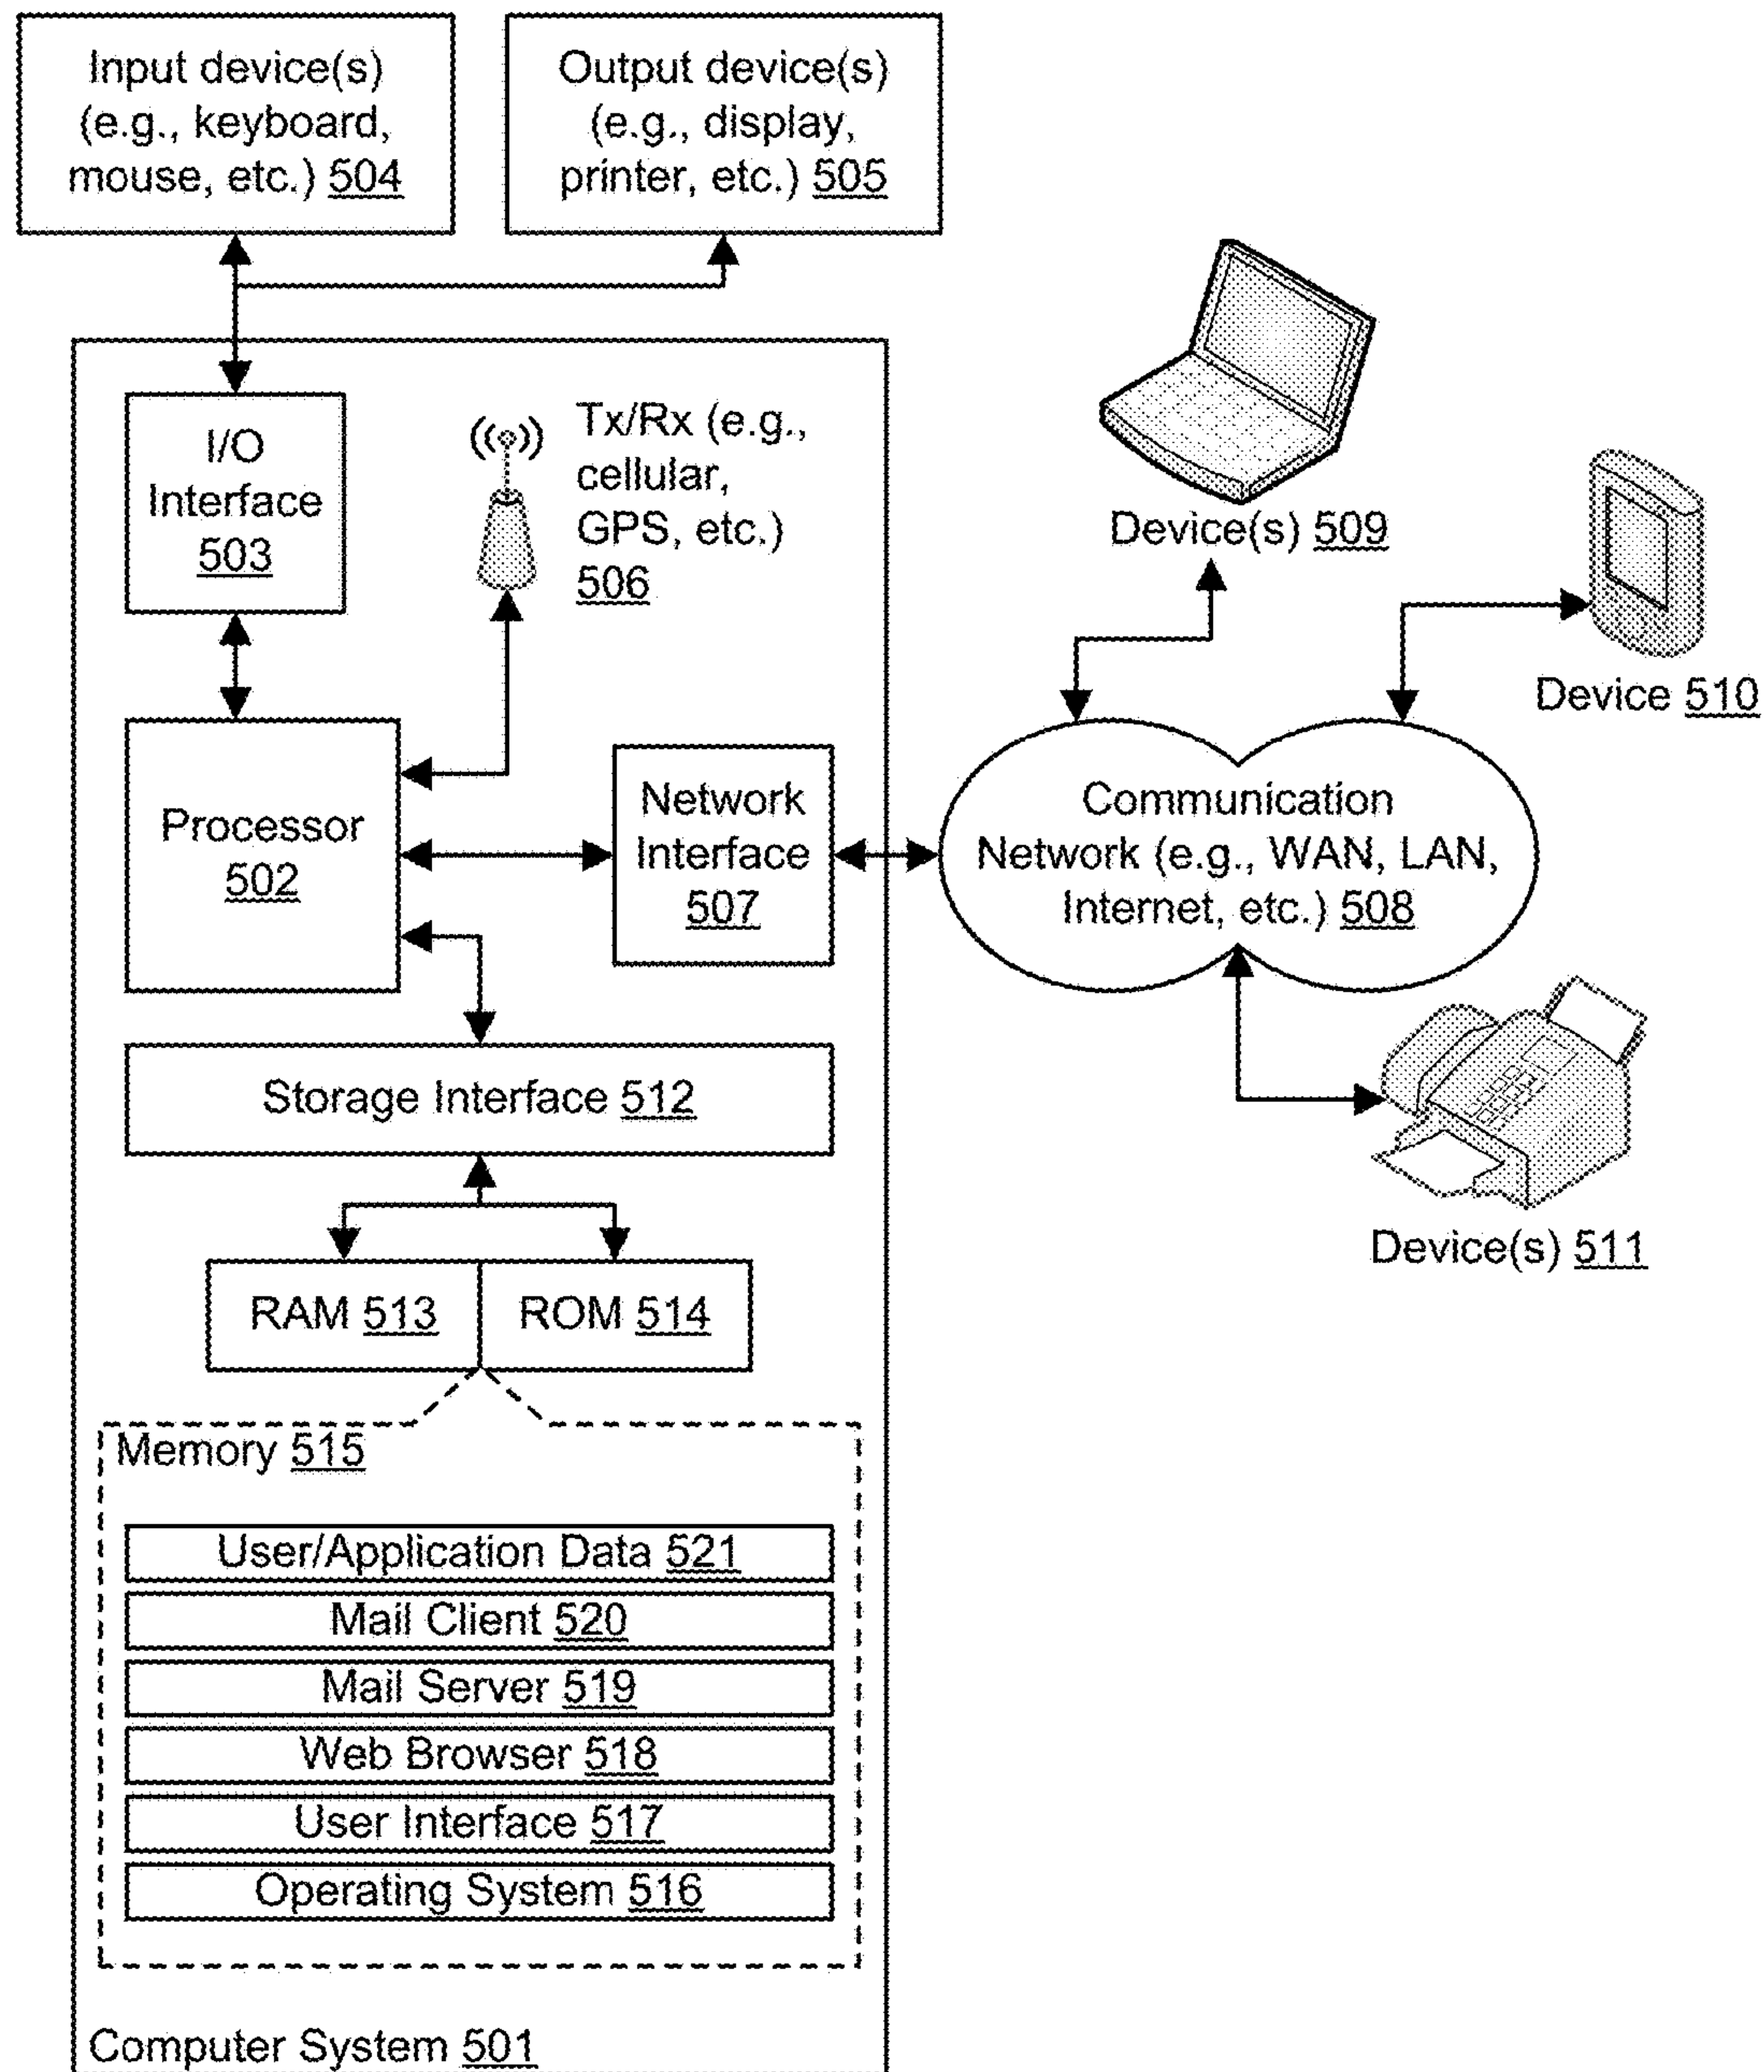 Input device(s)
(e.g., keyboard,
mouse, etc.) 504
Output device(s)
(e.g., display,
printer, etc.) 505
I/O
Interface
503
Tx/Rx (e.g.,
cellular,
GPS, etc.)
506
Device(s) 509
Device 510
Processor
502
Network
Interface
507
Communication
Network (e.g., WAN, LAN,
Internet, etc.) 508
Storage Interface 512
Device(s) 511
RAM 513
ROM 514
Memory 515
User/Application Data 521
Mail Client 520
Mail Server 519
Web Browser 518
User Interface 517
Operating System 516
Computer System 501